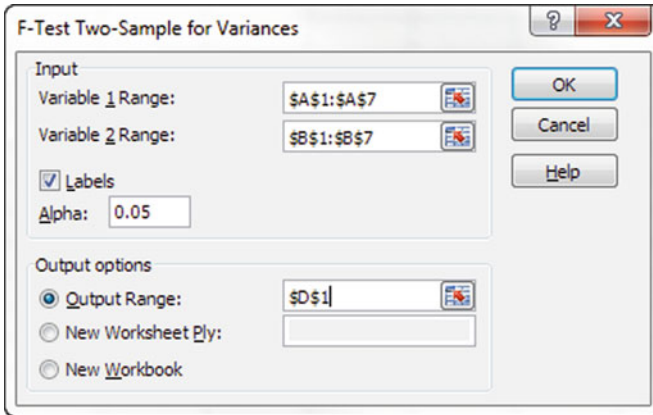 F-Test Two-Sample for Variances
Input
Variable 1 Range: $A$1:$A$7
Variable 2 Range: $B$1:$B$7
Labels
Alpha: 0.05
Output options
Output Range: $D$1
New Worksheet Ply:
New Workbook
OK
Cancel
Help